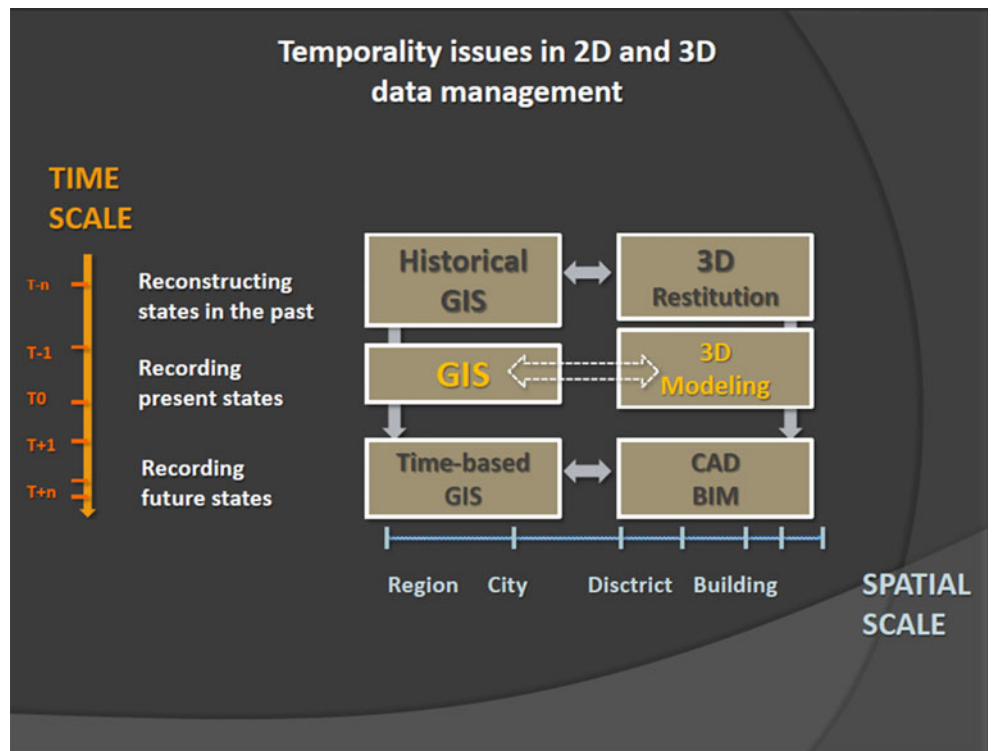 Temporality issues in 2D and 3D
data management
TIME
SCALE
T-n
T-1
T0
T+1
T+n
Reconstructing
states in the past
Recording
present states
Recording
future states
Historical
GIS
3D
Restitution
GIS
3D
Modeling
Time-based
GIS
CAD
BIM
Region City Disctrict Building
SPATIAL
SCALE